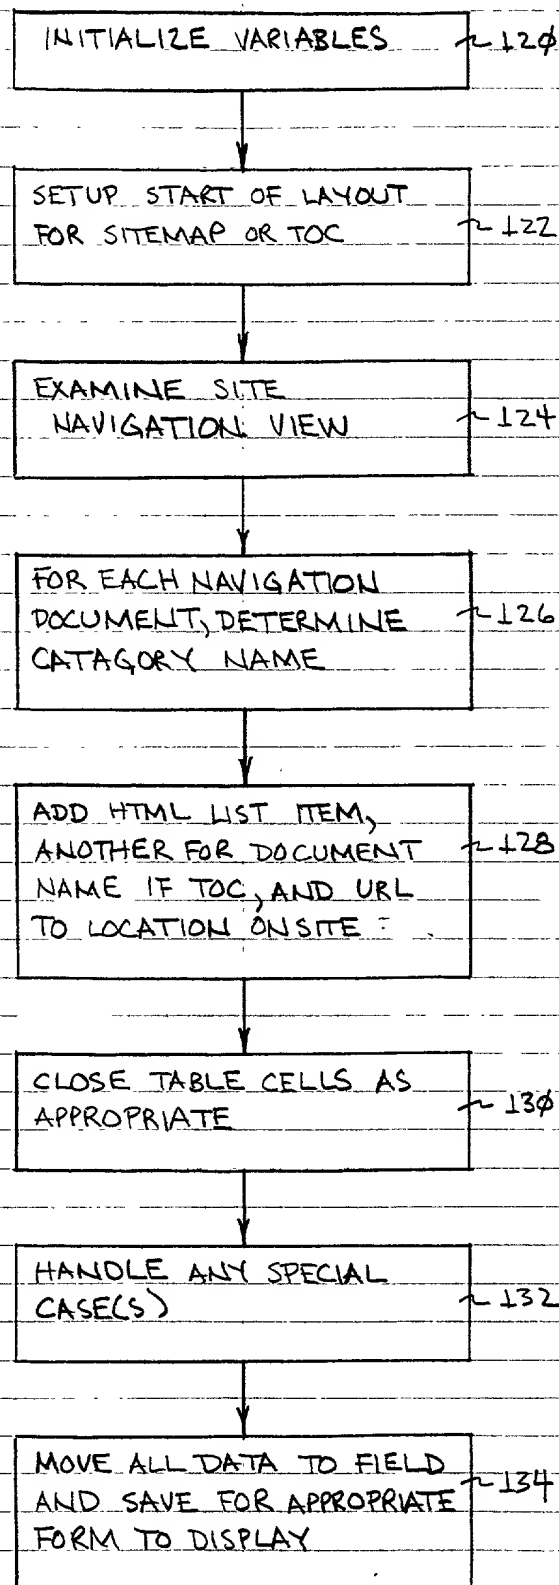 INITIALIZE VARIABLES 120
SETUP START OF LAYOUT
FOR SITEMAP OR TOC 122
EXAMINE SITE
NAVIGATION VIEW 124
FOR EACH NAVIGATION
DOCUMENT, DETERMINE 126
CATAGORY NAME
ADD HTML LIST ITEM,
ANOTHER FOR DOCUMENT 128
NAME IF TOC, AND URL
TO LOCATION ON SITE
CLOSE TABLE CELLS AS
APPROPRIATE 130
HANDLE ANY SPECIAL
CASE(S) 132
MOVE ALL DATA TO FIELD
AND SAVE FOR APPROPRIATE 134
FORM TO DISPLAY